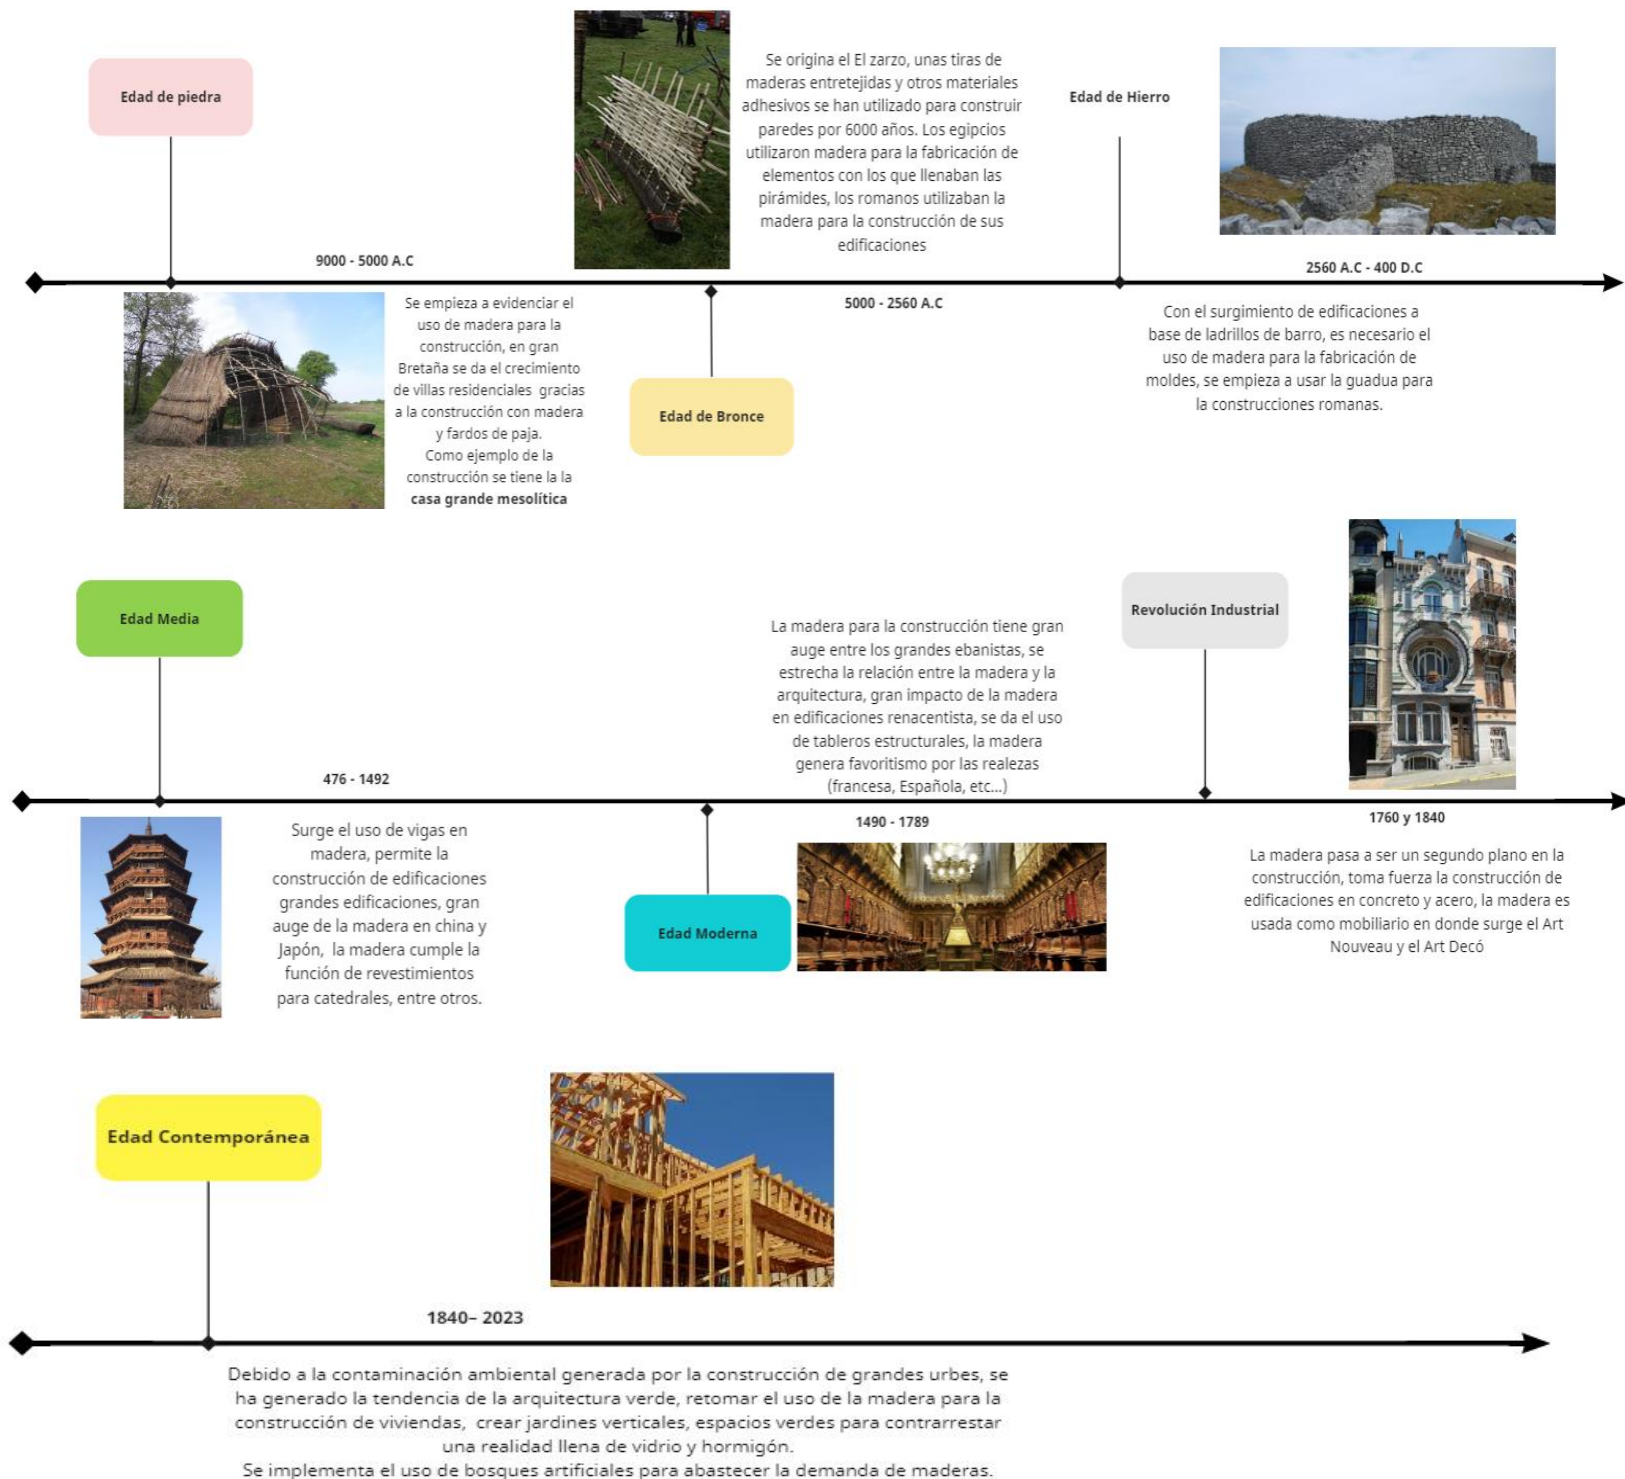 Edad de piedra
9000 - 5000 A.C
Se empieza a evidenciar el
uso de madera para la
construcción, en gran
Bretaña se da el crecimiento
de villas residenciales gracias
a la construcción con madera
y fardos de paja.
Como ejemplo de la
construcción se tiene la la
casa grande mesolítica
Se origina el El zarzo, unas tiras de
maderas entretejidas y otros materiales
adhesivos se han utilizado para construir
paredes por 6000 años. Los egipcios
utilizaron madera para la fabricación de
elementos con los que llenaban las
pirámides, los romanos utilizaban la
madera para la construcción de sus
edificaciones
5000 - 2560 A.C
Edad de Bronce
Edad de Hierro
2560 A.C - 400 D.C
Con el surgimiento de edificaciones a
base de ladrillos de barro, es necesario el
uso de madera para la fabricación de
moldes, se empieza a usar la guadua para
la construcciones romanas.
Edad Media
476 - 1492
Surge el uso de vigas en
madera, permite la
construcción de edificaciones
grandes edificaciones, gran
auge de la madera en china y
Japón, la madera cumple la
función de revestimientos
para catedrales, entre otros.
La madera para la construcción tiene gran
auge entre los grandes ebanistas, se
estrecha la relación entre la madera y la
arquitectura, gran impacto de la madera
en edificaciones renacentista, se da el uso
de tableros estructurales, la madera
genera favoritismo por las realezas
(francesa, Española, etc...)
1490 - 1789
Edad Moderna
Revolución Industrial
1760 y 1840
La madera pasa a ser un segundo plano en la
construcción, toma fuerza la construcción de
edificaciones en concreto y acero, la madera es
usada como mobiliario en donde surge el Art
Nouveau y el Art Decó
Edad Contemporánea
1840– 2023
Debido a la contaminación ambiental generada por la construcción de grandes urbes, se
ha generado la tendencia de la arquitectura verde, retomar el uso de la madera para la
construcción de viviendas, crear jardines verticales, espacios verdes para contrarrestar
una realidad llena de vidrio y hormigón.
Se implementa el uso de bosques artificiales para abastecer la demanda de maderas.